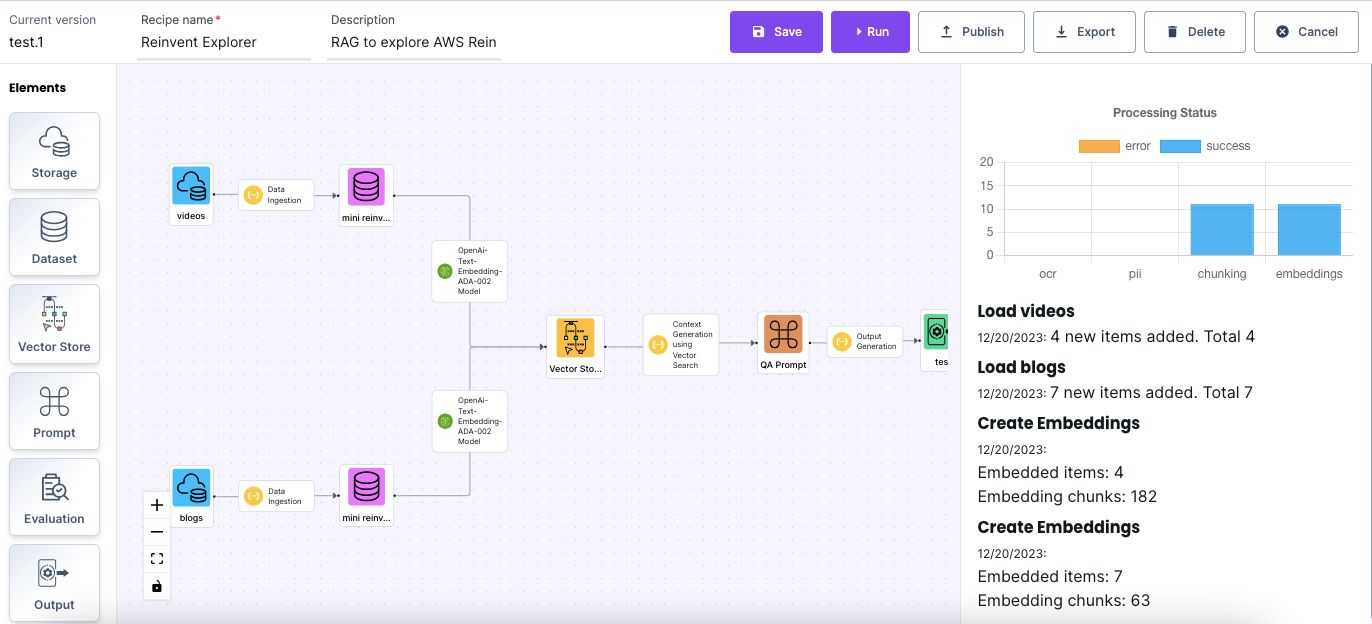 Current version
test.1
Recipe name*
Reinvent Explorer
Description
RAG to explore AWS Rein
Save
Run
Publish
Export
Delete
Cancel
Elements
Storage
Dataset
Vector Store
Prompt
Evaluation
Output
videos
Data
Ingestion
mini reinv...
OpenAi-
Text-
Embedding-
ADA-002
Model
Vector Sto...
Context
Generation
using
Vector
Search
QA Prompt
Output
Generation
tes
OpenAi-
Text-
Embedding-
ADA-002
Model
blogs
Data
Ingestion
mini reinv...
Processing Status
error
success
20
15
10
5
0
ocr
pii
chunking
embeddings
Load videos
12/20/2023: 4 new items added. Total 4
Load blogs
12/20/2023: 7 new items added. Total 7
Create Embeddings
12/20/2023:
Embedded items: 4
Embedding chunks: 182
Create Embeddings
12/20/2023:
Embedded items: 7
Embedding chunks: 63